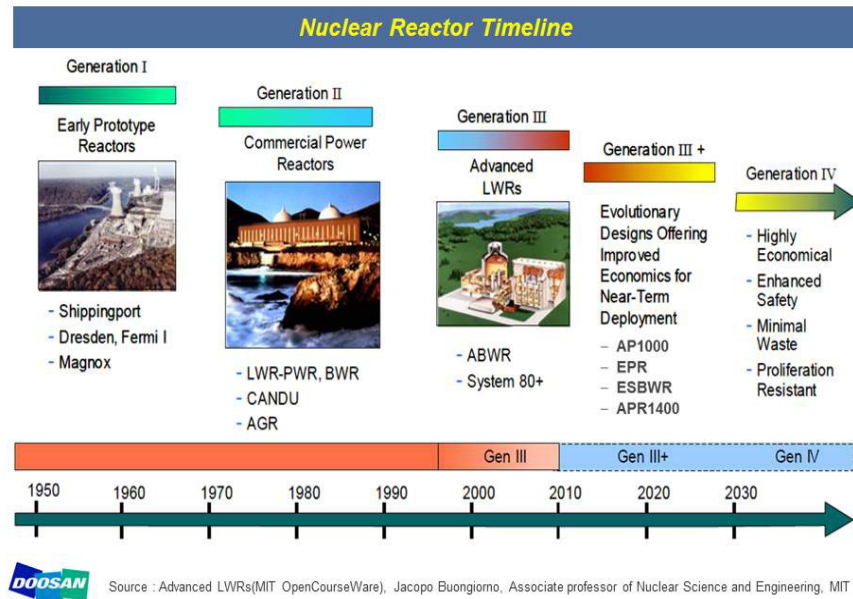 Nuclear Reactor Timeline
Generation I
Early Prototype
Reactors
- Shippingport
- Dresden, Fermi I
- Magnox
Generation II
Commercial Power
Reactors
- LWR-PWR, BWR
- CANDU
- AGR
Generation III
Advanced
LWRs
- ABWR
- System 80+
Generation III +
Evolutionary
Designs Offering
Improved
Economics for
Near-Term
Deployment
– AP1000
– EPR
– ESBWR
– APR1400
Generation IV
- Highly
Economical
- Enhanced
Safety
- Minimal
Waste
- Proliferation
Resistant
Gen III
Gen III+
Gen IV
1950
1960
1970
1980
1990
2000
2010
2020
2030
DOOSAN
Source : Advanced LWRs(MIT OpenCourseWare), Jacopo Buongiorno, Associate professor of Nuclear Science and Engineering, MIT